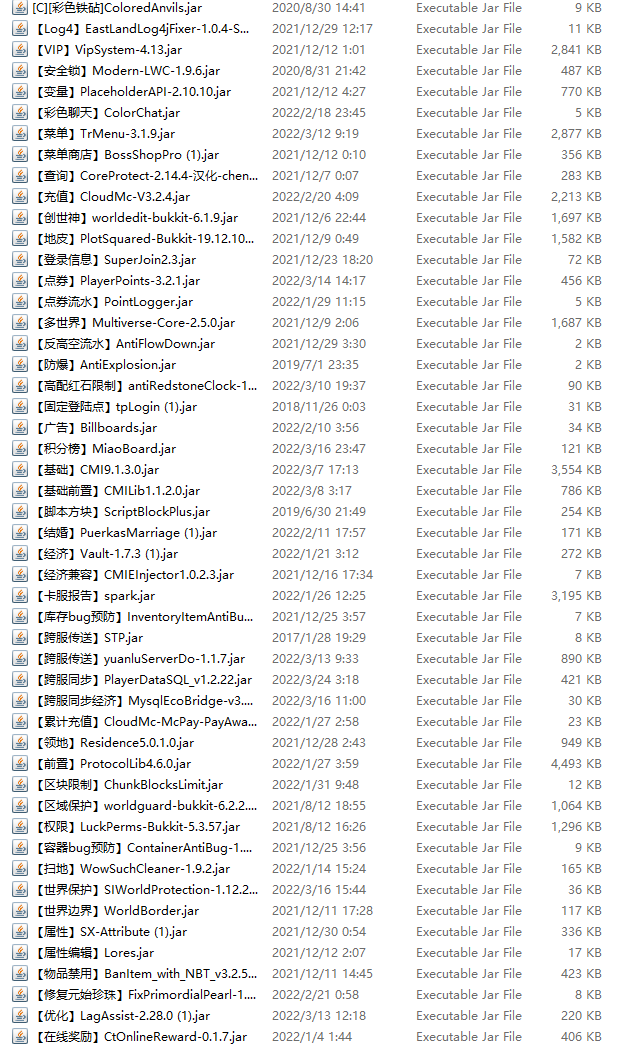 [C][彩色铁砧]ColoredAnvils.jar 2020/8/30 14:41 Executable Jar File 9 KB
【Log4】EastLandLog4jFixer-1.0.4-S... 2021/12/29 12:17 Executable Jar File 11 KB
【VIP】VipSystem-4.13.jar 2021/12/12 1:01 Executable Jar File 2,841 KB
【安全锁】Modern-LWC-1.9.6.jar 2020/8/31 21:42 Executable Jar File 487 KB
【变量】PlaceholderAPI-2.10.10.jar 2021/12/12 4:27 Executable Jar File 770 KB
【彩色聊天】ColorChat.jar 2022/2/18 23:45 Executable Jar File 5 KB
【菜单】TrMenu-3.1.9.jar 2022/3/12 9:19 Executable Jar File 2,877 KB
【菜单商店】BossShopPro (1).jar 2021/12/12 0:10 Executable Jar File 356 KB
【查询】CoreProtect-2.14.4-汉化-chen... 2021/12/7 0:07 Executable Jar File 283 KB
【充值】CloudMc-V3.2.4.jar 2022/2/20 4:09 Executable Jar File 2,213 KB
【创世神】worldedit-bukkit-6.1.9.jar 2021/12/6 22:44 Executable Jar File 1,697 KB
【地皮】PlotSquared-Bukkit-19.12.10... 2021/12/9 0:49 Executable Jar File 1,582 KB
【登录信息】SuperJoin2.3.jar 2021/12/23 18:20 Executable Jar File 72 KB
【点券】PlayerPoints-3.2.1.jar 2022/3/14 14:17 Executable Jar File 456 KB
【点券流水】PointLogger.jar 2022/1/29 11:15 Executable Jar File 5 KB
【多世界】Multiverse-Core-2.5.0.jar 2021/12/9 2:06 Executable Jar File 1,687 KB
【反高空流水】AntiFlowDown.jar 2021/12/29 3:30 Executable Jar File 2 KB
【防爆】AntiExplosion.jar 2019/7/1 23:35 Executable Jar File 2 KB
【高配红石限制】antiRedstoneClock-1... 2022/3/10 19:37 Executable Jar File 90 KB
【固定登陆点】tpLogin (1).jar 2018/11/26 0:03 Executable Jar File 31 KB
【广告】Billboards.jar 2022/2/10 3:56 Executable Jar File 34 KB
【积分榜】MiaoBoard.jar 2022/3/16 23:47 Executable Jar File 121 KB
【基础】CMI9.1.3.0.jar 2022/3/7 17:13 Executable Jar File 3,554 KB
【基础前置】CMILib1.1.2.0.jar 2022/3/8 3:17 Executable Jar File 786 KB
【脚本方块】ScriptBlockPlus.jar 2019/6/30 21:49 Executable Jar File 254 KB
【结婚】PuerkasMarriage (1).jar 2022/2/11 17:57 Executable Jar File 171 KB
【经济】Vault-1.7.3 (1).jar 2022/1/21 3:12 Executable Jar File 272 KB
【经济兼容】CMIEInjector1.0.2.3.jar 2021/12/16 17:34 Executable Jar File 7 KB
【卡服报告】spark.jar 2022/1/26 12:25 Executable Jar File 3,195 KB
【库存bug预防】InventoryItemAntiBu... 2021/12/25 3:57 Executable Jar File 7 KB
【跨服传送】STP.jar 2017/1/28 19:29 Executable Jar File 8 KB
【跨服传送】yuanluServerDo-1.1.7.jar 2022/3/13 9:33 Executable Jar File 890 KB
【跨服同步】PlayerDataSQL_v1.2.22.jar 2022/3/24 3:18 Executable Jar File 421 KB
【跨服同步经济】MysqlEcoBridge-v3.... 2022/3/16 11:00 Executable Jar File 30 KB
【累计充值】CloudMc-McPay-PayAwa... 2022/1/27 2:58 Executable Jar File 23 KB
【领地】Residence5.0.1.0.jar 2021/12/28 2:43 Executable Jar File 949 KB
【前置】ProtocolLib4.6.0.jar 2022/1/27 3:59 Executable Jar File 4,493 KB
【区块限制】ChunkBlocksLimit.jar 2022/1/31 9:48 Executable Jar File 12 KB
【区域保护】worldguard-bukkit-6.2.2.... 2021/8/12 18:55 Executable Jar File 1,064 KB
【权限】LuckPerms-Bukkit-5.3.57.jar 2021/8/12 16:26 Executable Jar File 1,296 KB
【容器bug预防】ContainerAntiBug-1.... 2021/12/25 3:56 Executable Jar File 9 KB
【扫地】WowSuchCleaner-1.9.2.jar 2022/1/14 15:24 Executable Jar File 165 KB
【世界保护】SIWorldProtection-1.12.2... 2022/3/16 15:44 Executable Jar File 36 KB
【世界边界】WorldBorder.jar 2021/12/11 17:28 Executable Jar File 117 KB
【属性】SX-Attribute (1).jar 2021/12/30 0:54 Executable Jar File 336 KB
【属性编辑】Lores.jar 2021/12/12 2:07 Executable Jar File 17 KB
【物品禁用】BanItem_with_NBT_v3.2.5... 2021/12/11 14:45 Executable Jar File 423 KB
【修复元始珍珠】FixPrimordialPearl-1.... 2022/2/21 0:58 Executable Jar File 8 KB
【优化】LagAssist-2.28.0 (1).jar 2022/3/13 12:18 Executable Jar File 220 KB
【在线奖励】CtOnlineReward-0.1.7.jar 2022/1/4 1:44 Executable Jar File 406 KB